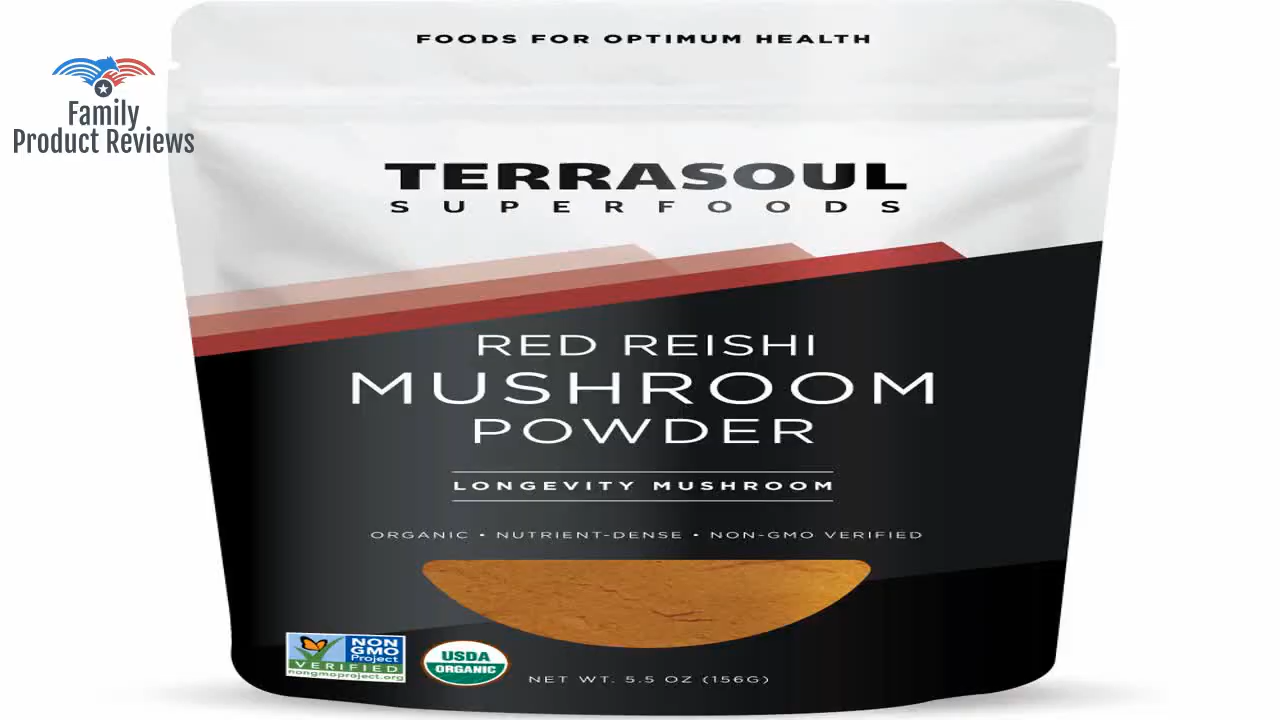 FOODS FOR OPTIMUM HEALTH
Family
Product Reviews
TERRASOUL
SUPERFOODS
RED REISHI
MUSHROOM
POWDER
LONGEVITY MUSHROOM
ORGANIC • NUTRIENT-DENSE • NON-GMO VERIFIED
NON
GMO
Project
VERIFIED
nongmoproject.org
USDA
ORGANIC
NET WT. 5.5 OZ (156G)